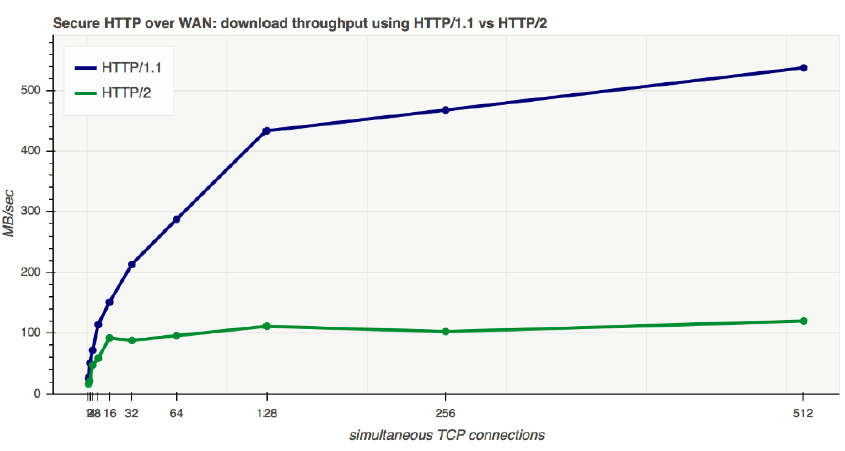 Secure HTTP over WAN: download throughput using HTTP/1.1 vs HTTP/2
HTTP/1.1
HTTP/2
500
400
300
200
100
0
MB/sec
8 16 32 64 128 256 512
simultaneous TCP connections